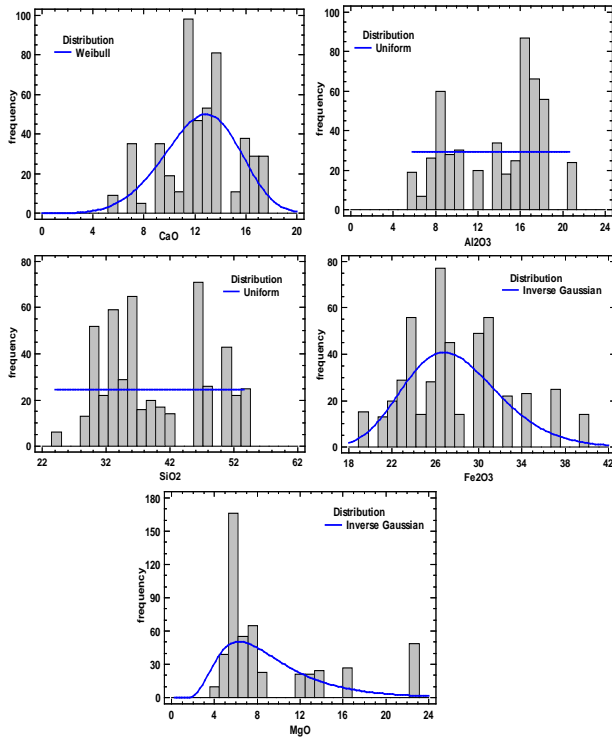 Distribution
Weibull
frequency
100
80
60
40
20
0
0 4 8 12 16 20
CaO
Distribution
Uniform
frequency
100
80
60
40
20
0
0 4 8 12 16 20 24
Al2O3
Distribution
Uniform
frequency
80
60
40
20
0
22 32 42 52 62
SiO2
Distribution
Inverse Gaussian
frequency
80
60
40
20
0
18 22 26 30 34 38 42
Fe2O3
Distribution
Inverse Gaussian
frequency
180
150
120
90
60
30
0
0 4 8 12 16 20 24
MgO